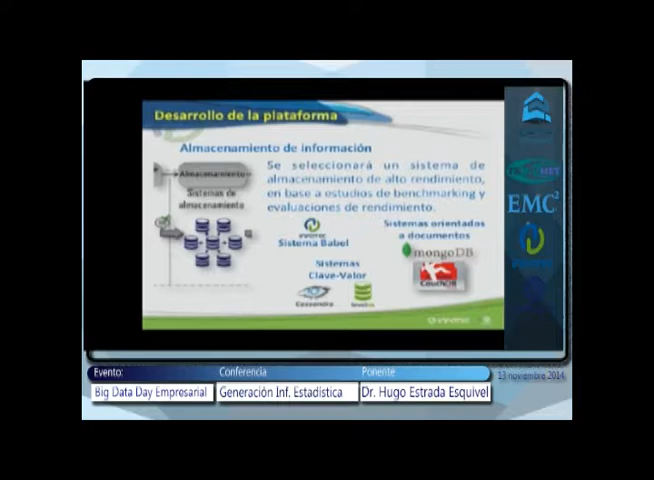 Desarrollo de la plataforma
Almacenamiento de información
Almacenamiento
Sistemas de
almacenamiento
Se seleccionará un sistema de
almacenamiento de alto rendimiento,
en base a estudios de benchmarking y
evaluaciones de rendimiento.
Sistema Babel
Sistemas orientados
a documentos
mongoDB
CouchDB
Sistemas
Clave-Valor
Cassandra
EMC²
Evento:
Conferencia
Ponente
13 noviembre 2014
Big Data Day Empresarial
Generación Inf. Estadística
Dr. Hugo Estrada Esquivel